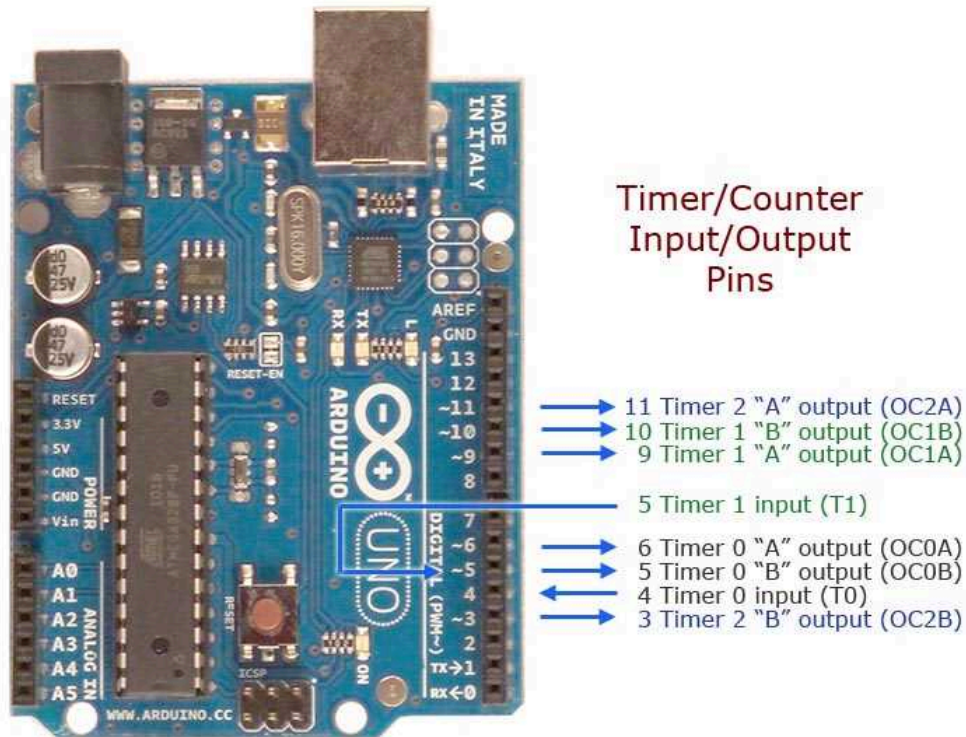 MADE
IN ITALY
SPK16.000Y
47
25V
47
25V
Timer/Counter
Input/Output
Pins
AREF
GND
13
12
~11
~10
~9
8
7
~6
~5
4
~3
2
TX→1
RX←0
RX
TX
L
RESET-EN
ARDUINO
UNO
DIGITAL (PWM~)
RESET
3.3V
5V
GND
GND
Vin
POWER
A0
A1
A2
A3
A4
A5
ANALOG IN
RESET
ICSP
ON
WWW.ARDUINO.CC
11 Timer 2 “A” output (OC2A)
10 Timer 1 “B” output (OC1B)
9 Timer 1 “A” output (OC1A)
5 Timer 1 input (T1)
6 Timer 0 “A” output (OC0A)
5 Timer 0 “B” output (OC0B)
4 Timer 0 input (T0)
3 Timer 2 “B” output (OC2B)